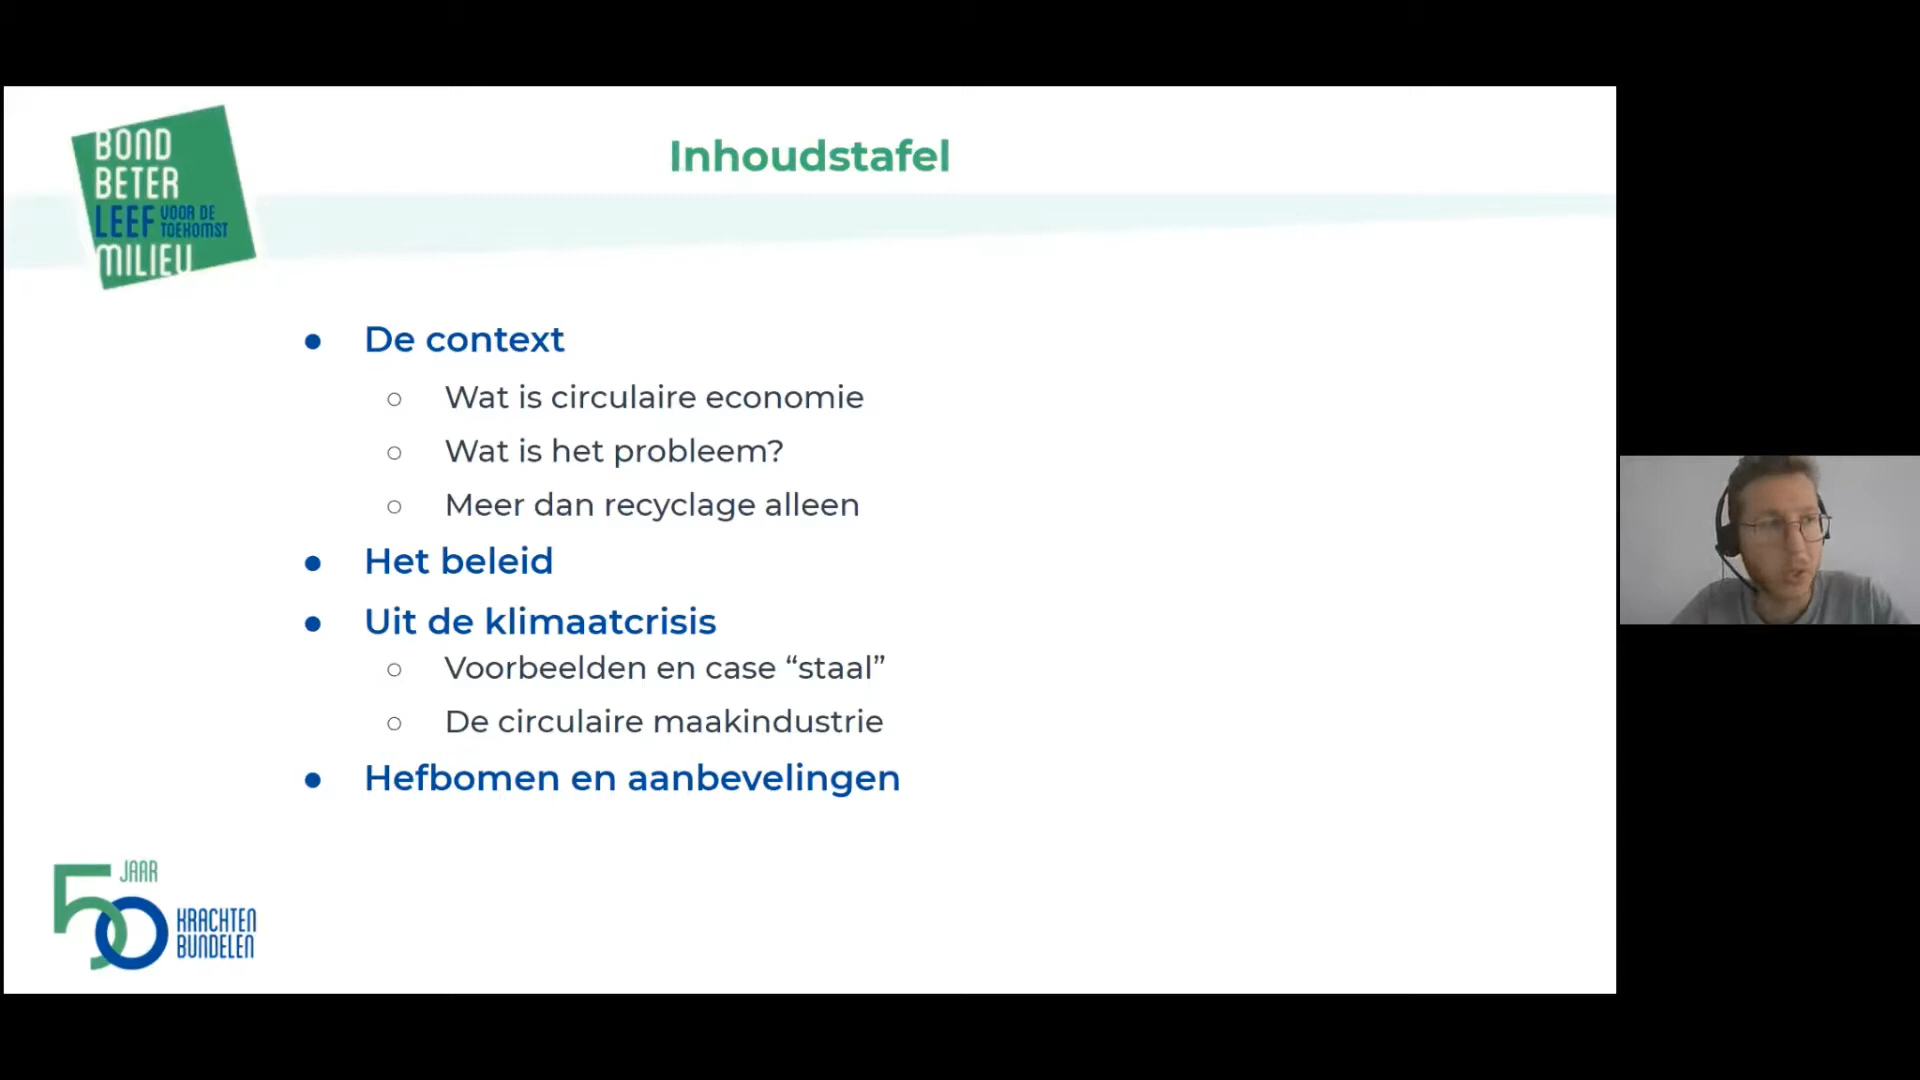 BOND
BETER
LEEF VOOR DE TOEKOMST
MILIEU
Inhoudstafel
De context
Wat is circulaire economie
Wat is het probleem?
Meer dan recyclage alleen
Het beleid
Uit de klimaatcrisis
Voorbeelden en case “staal”
De circulaire maakindustrie
Hefbomen en aanbevelingen
50 JAAR
KRACHTEN
BUNDELEN